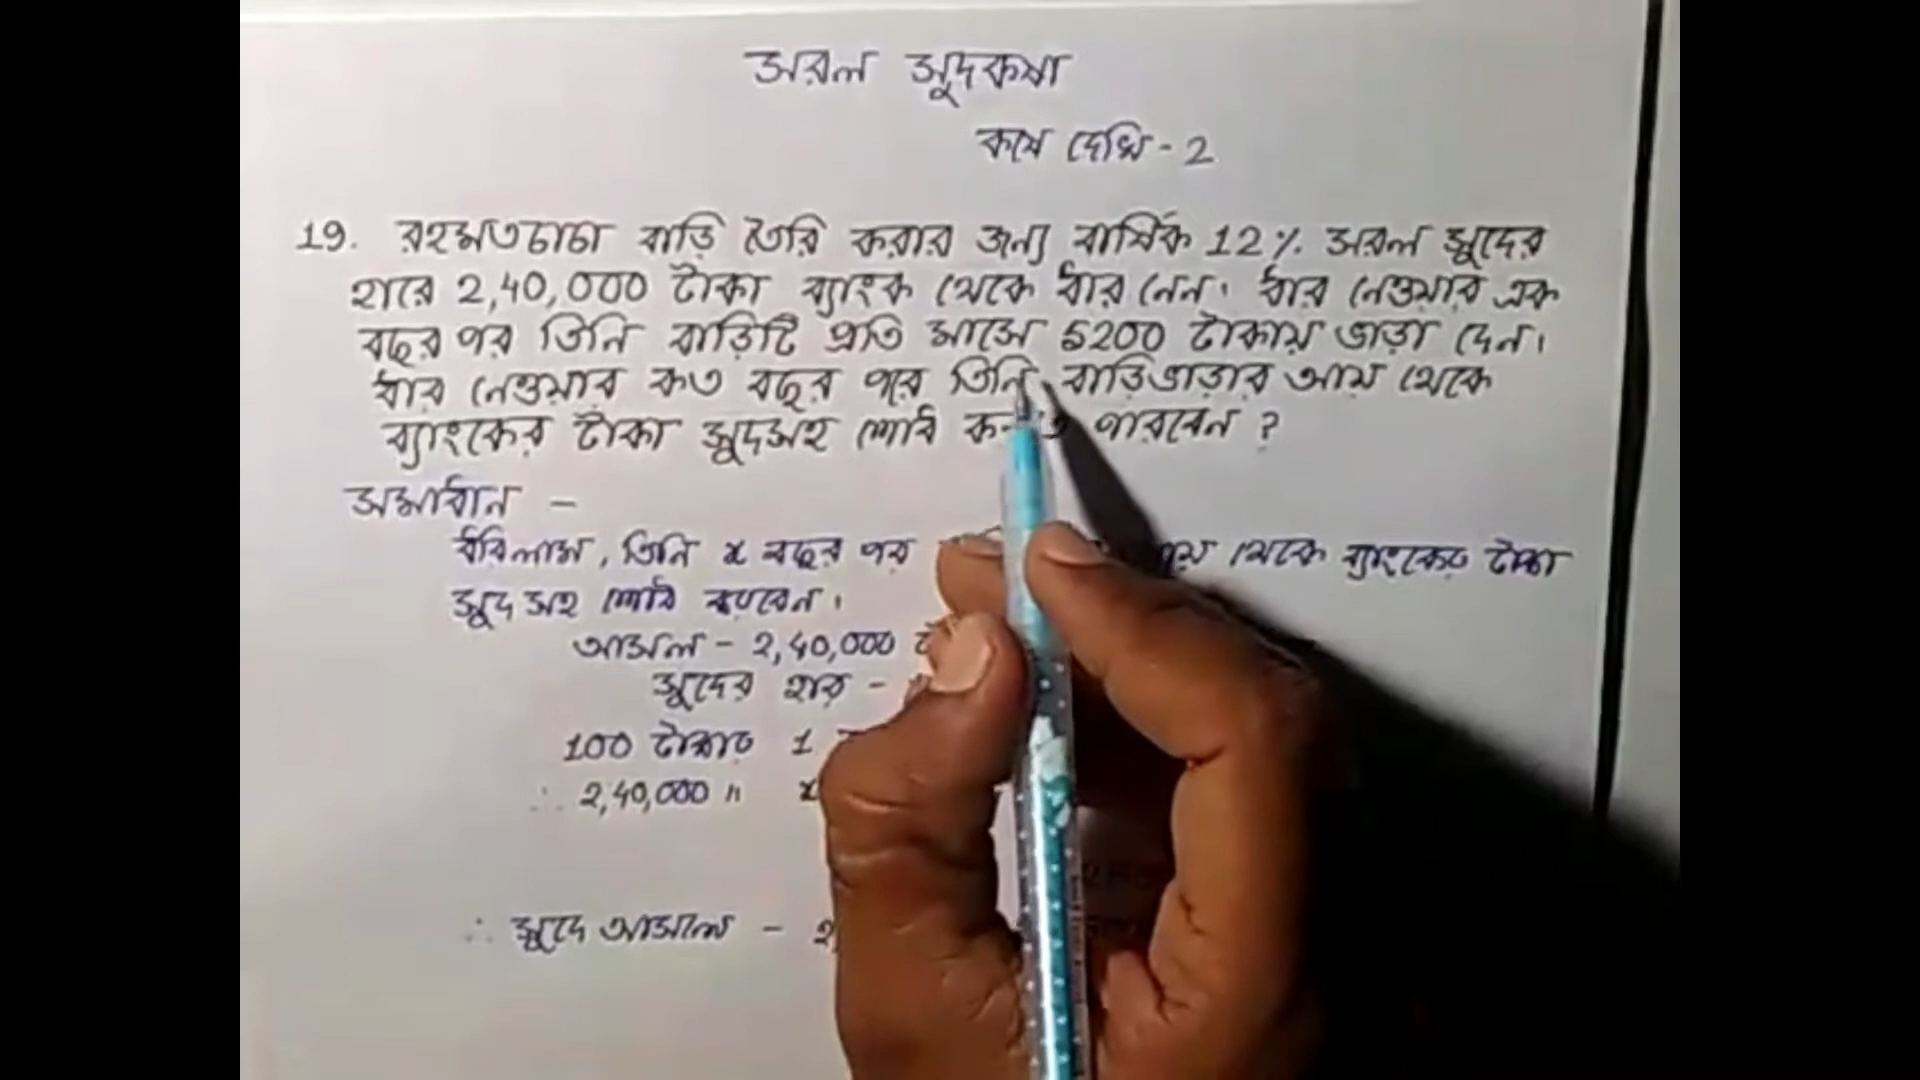 সরল সুদকষা
কষে দেখি - 2
19. রহমতচাচা বাড়ি তৈরি করার জন্য বার্ষিক 12% সরল সুদের
হারে 2,40,000 টাকা ব্যাংক থেকে ধার নেন। ধার নেওয়ার এক
বছর পর তিনি বাড়িটি প্রতি মাসে 5200 টাকায় ভাড়া দেন।
ধার নেওয়ার কত বছর পরে তিনি বাড়িভাড়ার আয় থেকে
ব্যাংকের টাকা সুদসহ শোধ পারবেন ?
সমাধান -
ধরিলাম, তিনি x বছর পর থেকে ব্যাংকের টাকা
সুদ সহ শোধ করবেন।
আসল - 2,40,000
সুদের হার -
100 টাকার 1
∴ 2,40,000 " x
∴ সুদে আসলে - 2